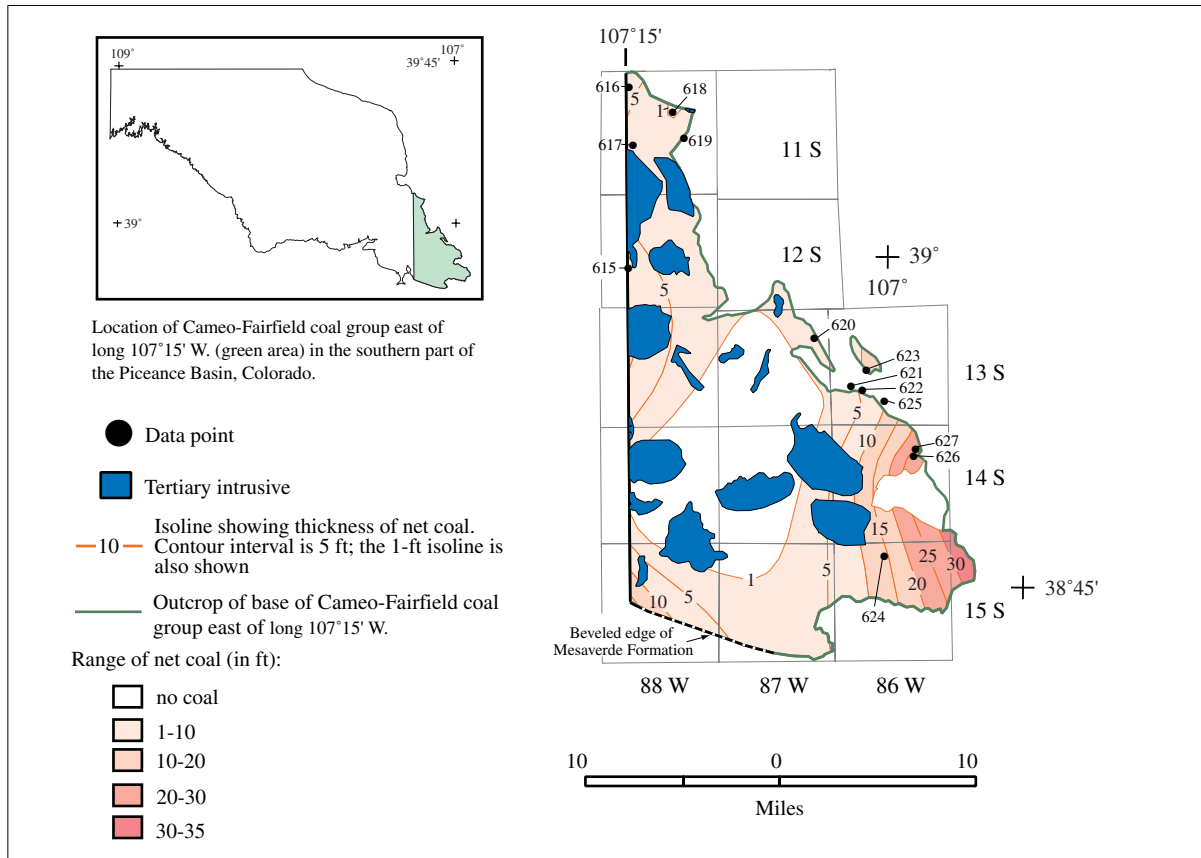 109°
107°
39°45'
39°
Location of Cameo-Fairfield coal group east of
long 107°15' W. (green area) in the southern part of
the Piceance Basin, Colorado.
Data point
Tertiary intrusive
Isoline showing thickness of net coal.
10 Contour interval is 5 ft; the 1-ft isoline is
also shown
Outcrop of base of Cameo-Fairfield coal
group east of long 107°15' W.
Range of net coal (in ft):
no coal
1-10
10-20
20-30
30-35
107°15'
616
618
5
1
617
619
11 S
12 S
39°
107°
615
5
620
623
621
622
625
13 S
5
10
627
626
14 S
15
25
30
1
5
20
10
5
624
38°45'
15 S
Beveled edge of
Mesaverde Formation
88 W
87 W
86 W
10
0
10
Miles